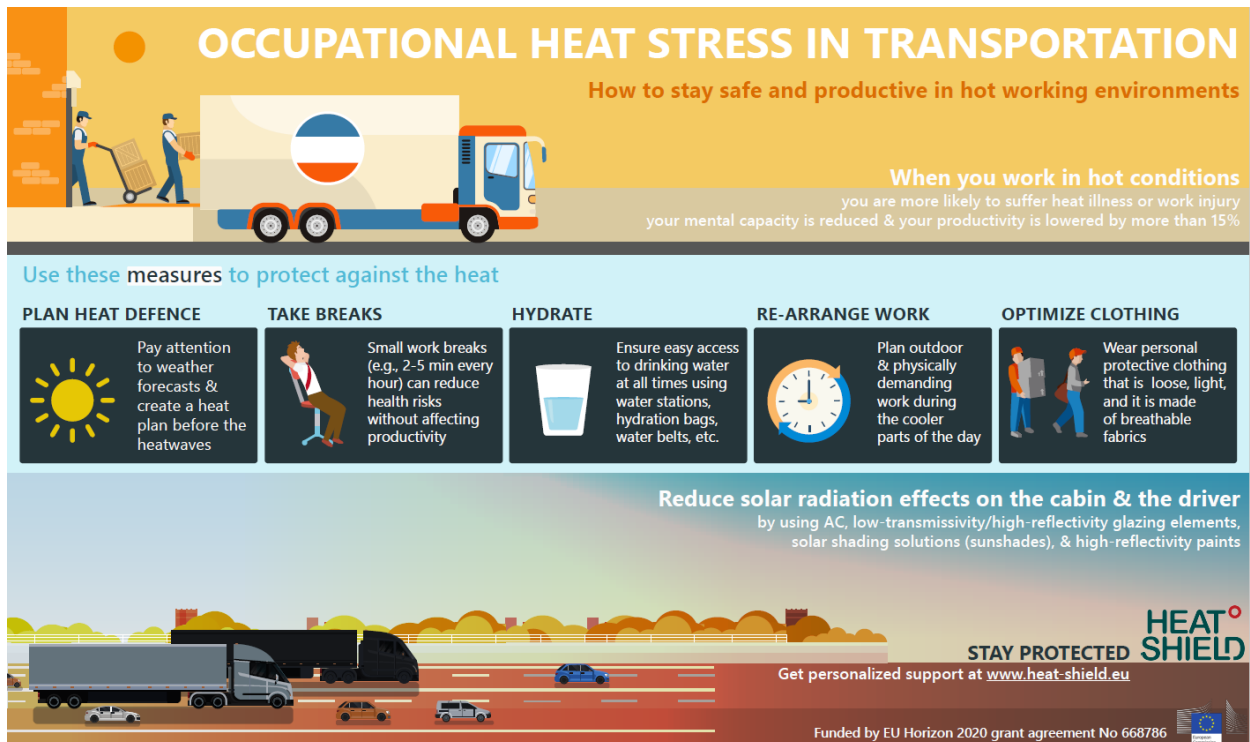 OCCUPATIONAL HEAT STRESS IN TRANSPORTATION
How to stay safe and productive in hot working environments
When you work in hot conditions
you are more likely to suffer heat illness or work injury
your mental capacity is reduced & your productivity is lowered by more than 15%
Use these measures to protect against the heat
PLAN HEAT DEFENCE
Pay attention
to weather
forecasts &
create a heat
plan before the
heatwaves
TAKE BREAKS
Small work breaks
(e.g., 2-5 min every
hour) can reduce
health risks
without affecting
productivity
HYDRATE
Ensure easy access
to drinking water
at all times using
water stations,
hydration bags,
water belts, etc.
RE-ARRANGE WORK
Plan outdoor
& physically
demanding
work during
the cooler
parts of the day
OPTIMIZE CLOTHING
Wear personal
protective clothing
that is loose, light,
and it is made
of breathable
fabrics
Reduce solar radiation effects on the cabin & the driver
by using AC, low-transmissivity/high-reflectivity glazing elements,
solar shading solutions (sunshades), & high-reflectivity paints
HEAT
SHIELD
STAY PROTECTED
Get personalized support at www.heat-shield.eu
Funded by EU Horizon 2020 grant agreement No 668786